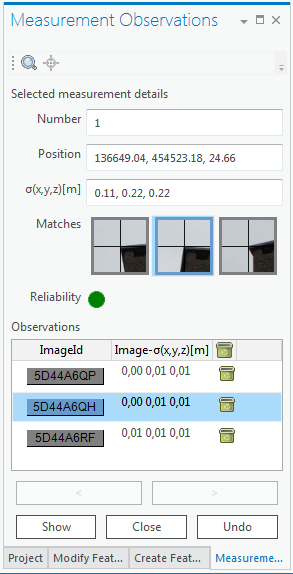 Measurement Observations
Selected measurement details
Number 1
Position 136649.04, 454523.18, 24.66
σ(x,y,z)[m] 0.11, 0.22, 0.22
Matches
Reliability
Observations
ImageId Image-σ(x,y,z)[m]
5D44A6QP 0,00 0,01 0,01
5D44A6QH 0,00 0,01 0,01
5D44A6RF 0,01 0,01 0,01
< >
Show Close Undo
Project Modify Feat... Create Feat... Measureme...